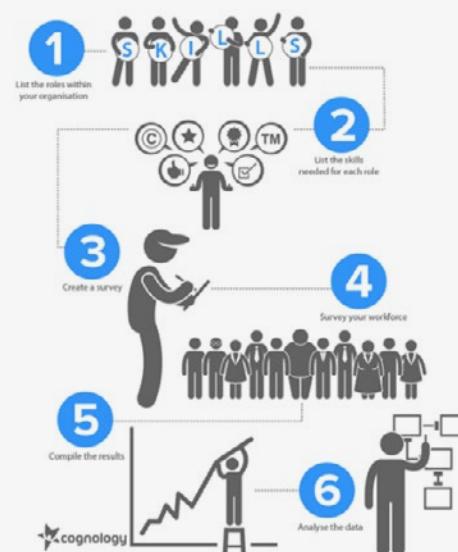 1
S K I L L S
List the roles within
your organisation
©
TM
2
List the skills
needed for each role
3
Create a survey
4
Survey your workforce
5
Compile the results
6
Analyse the data
cognology